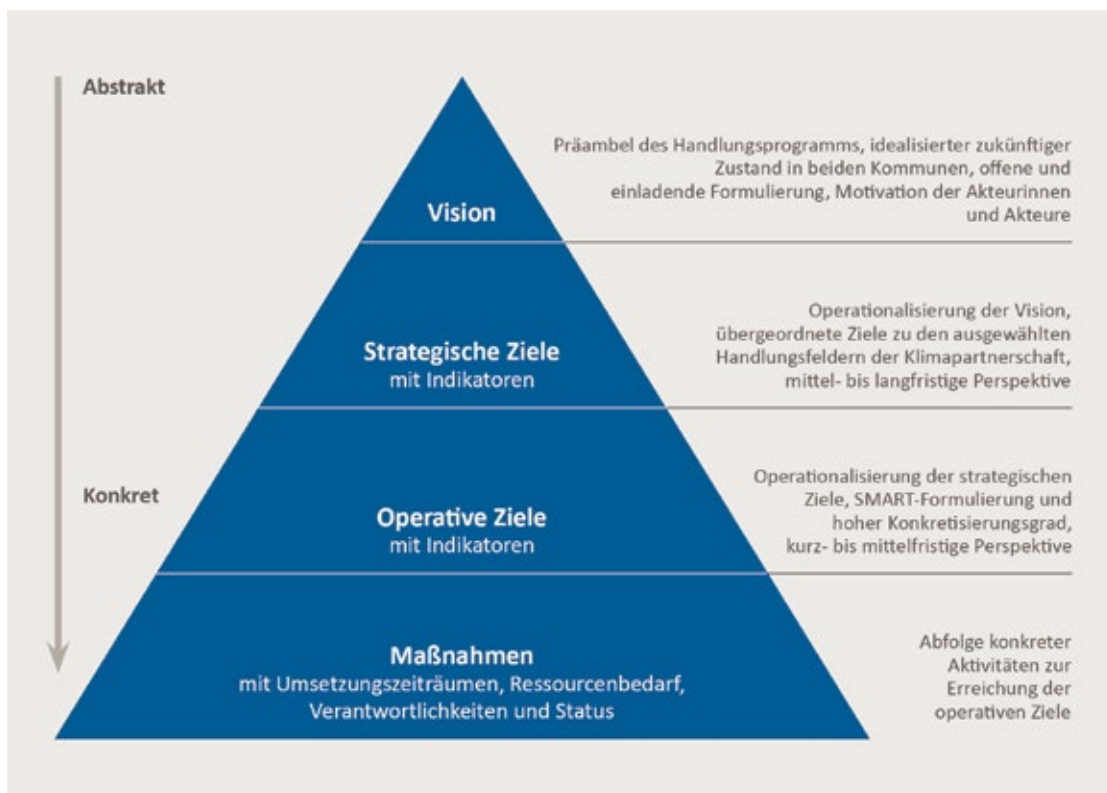 Abstrakt
Präambel des Handlungsprogramms, idealisierter zukünftiger
Zustand in beiden Kommunen, offene und
einladende Formulierung, Motivation der Akteurinnen
und Akteure
Vision
Operationalisierung der Vision,
übergeordnete Ziele zu den ausgewählten
Handlungsfeldern der Klimapartnerschaft,
mittel- bis langfristige Perspektive
Strategische Ziele
mit Indikatoren
Konkret
Operationalisierung der strategischen
Ziele, SMART-Formulierung und
hoher Konkretisierungsgrad,
kurz- bis mittelfristige Perspektive
Operative Ziele
mit Indikatoren
Maßnahmen
mit Umsetzungszeiträumen, Ressourcenbedarf,
Verantwortlichkeiten und Status
Abfolge konkreter
Aktivitäten zur
Erreichung der
operativen Ziele